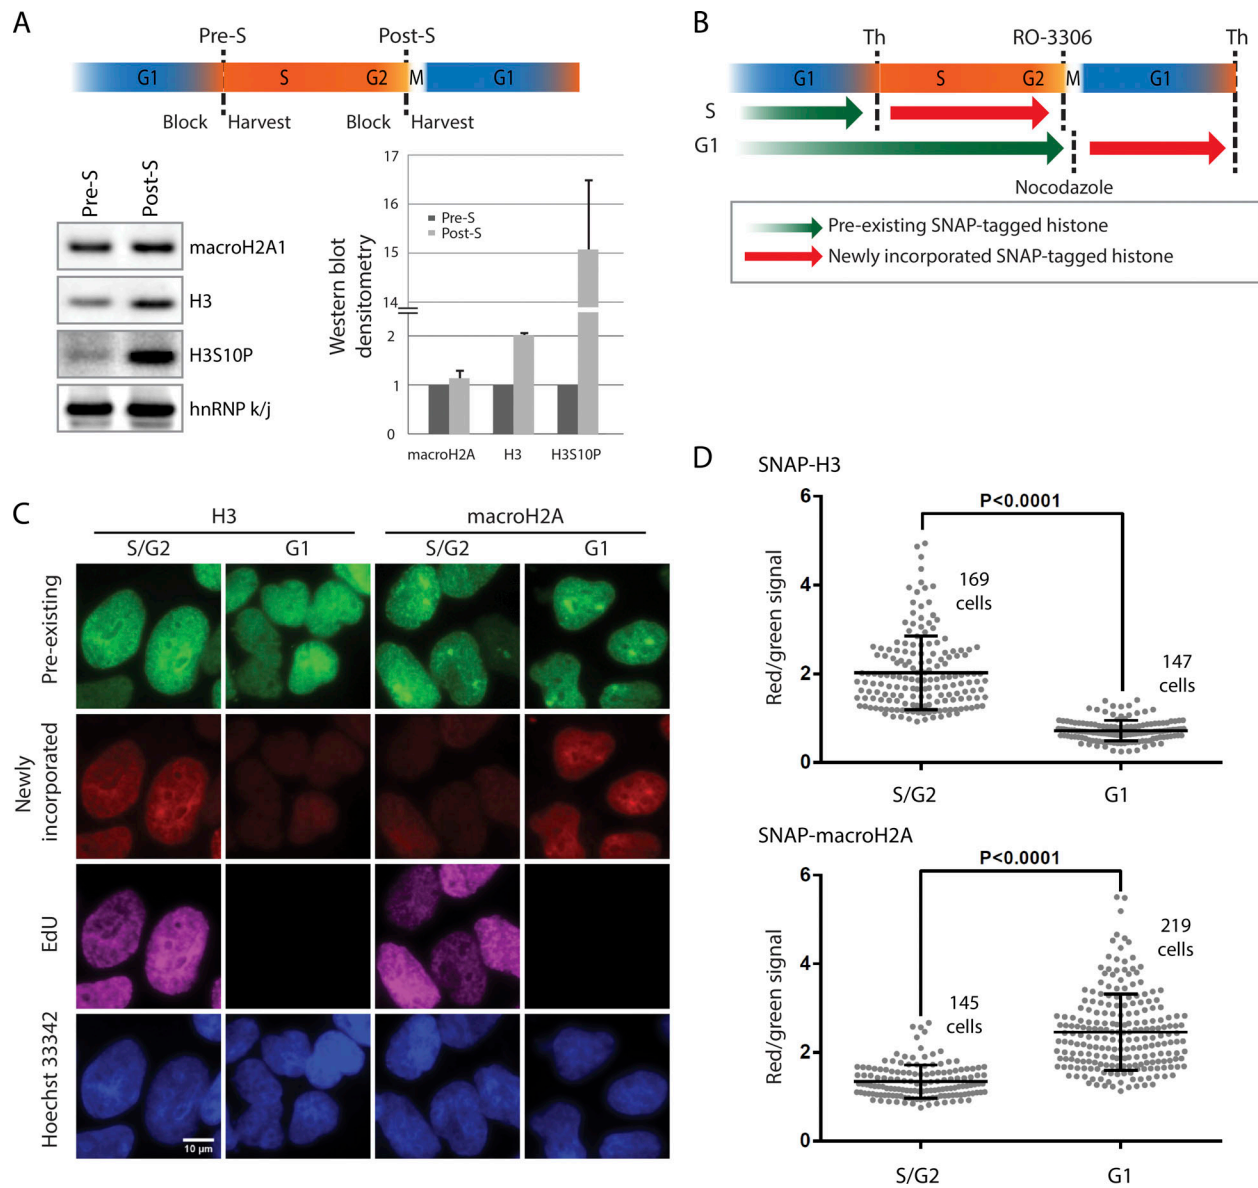 A
Pre-S
Post-S
G1
S
G2
M
G1
Block
Harvest
Block
Harvest
Pre-S
Post-S
macroH2A1
H3
H3S10P
hnRNP k/j
Western blot
densitometry
17
16
15
14
2
1
0
Pre-S
Post-S
macroH2A
H3
H3S10P
B
Th
RO-3306
Th
G1
S
G2
M
G1
S
G1
Nocodazole
Pre-existing SNAP-tagged histone
Newly incorporated SNAP-tagged histone
C
H3
macroH2A
S/G2
G1
S/G2
G1
Pre-existing
Newly
incorporated
EdU
Hoechst 33342
10 µm
D
SNAP-H3
P<0.0001
Red/green signal
6
4
2
0
169
cells
147
cells
S/G2
G1
SNAP-macroH2A
P<0.0001
Red/green signal
6
4
2
0
145
cells
219
cells
S/G2
G1